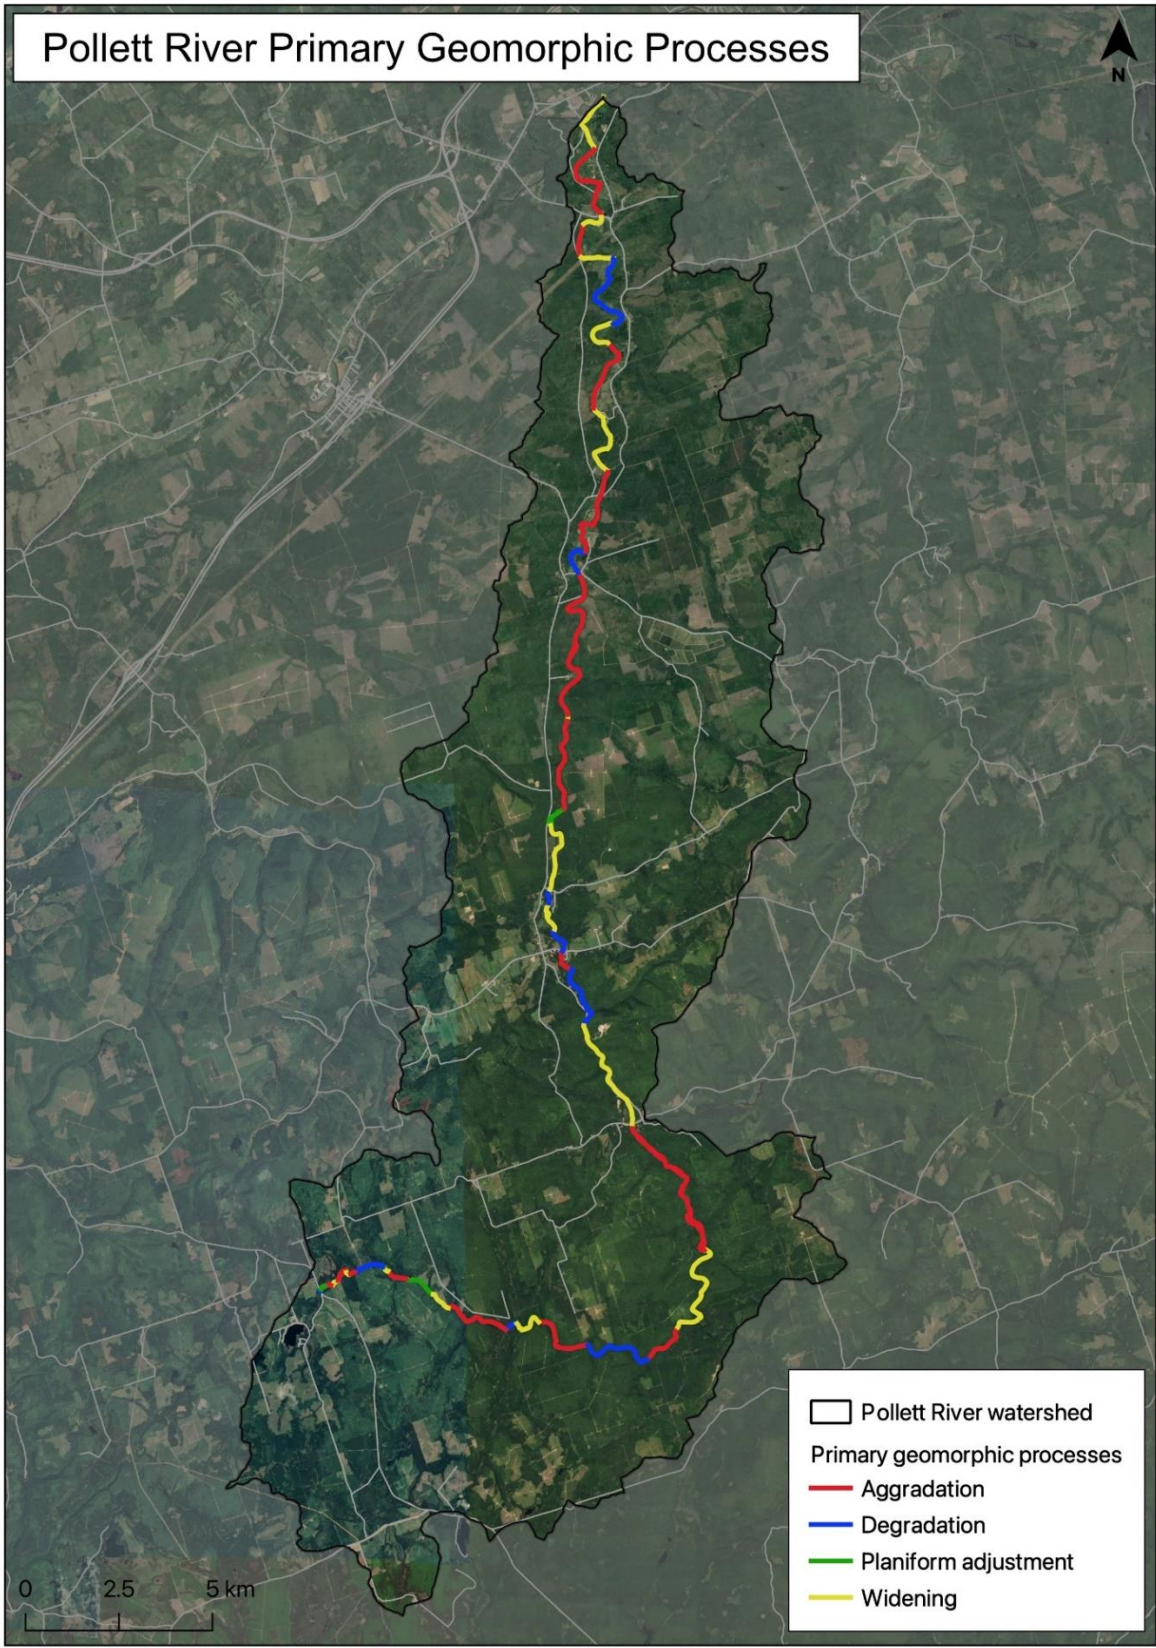 Pollett River Primary Geomorphic Processes
N
Pollett River watershed
Primary geomorphic processes
Aggradation
Degradation
Planiform adjustment
Widening
0 2.5 5 km